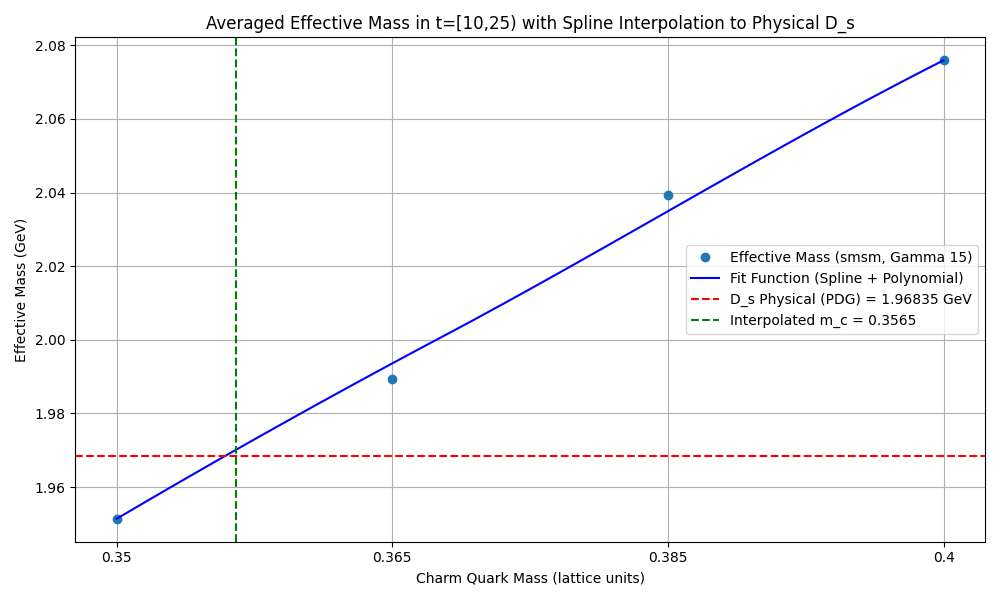 Averaged Effective Mass in t=[10,25) with Spline Interpolation to Physical D_s
Effective Mass (GeV)
2.08
2.06
2.04
2.02
2.00
1.98
1.96
Effective Mass (smsm, Gamma 15)
Fit Function (Spline + Polynomial)
D_s Physical (PDG) = 1.96835 GeV
Interpolated m_c = 0.3565
0.35
0.365
0.385
0.4
Charm Quark Mass (lattice units)